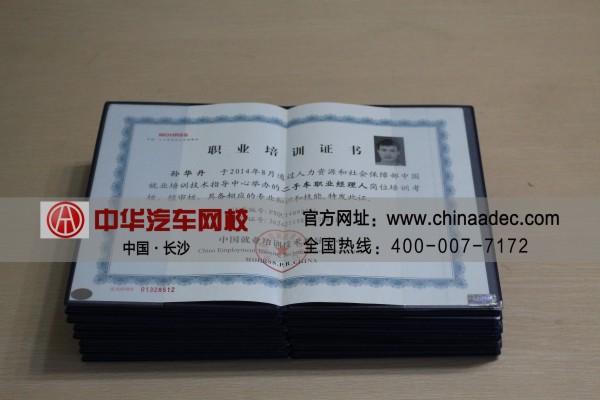 MOHRSS
职业培训证书
孙华丹 于2014年8月通过人力资源和社会保障部中国
就业培训技术指导中心举办的二手车职业经理人岗位培训考
核，经审核，具备相应的专业知识和技能，特发此证。
中华汽车网校
中国·长沙
官方网址：www.chinaadec.com
全国热线：400-007-7172
中国就业培训技术
China Employment Training Technical
MOHRSS.P.R.CHINA
01328512